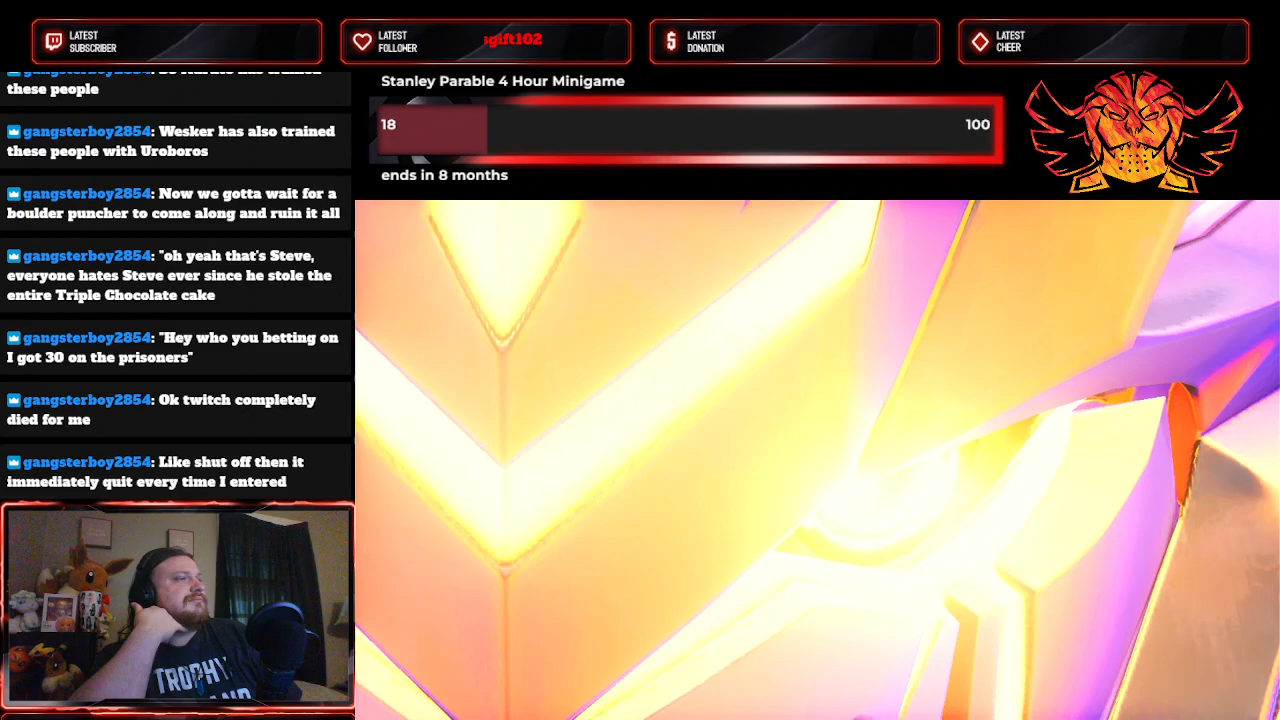 LATEST
SUBSCRIBER
LATEST
FOLLOWER
gift102
LATEST
DONATION
LATEST
CHEER
Stanley Parable 4 Hour Minigame
18
100
ends in 8 months
these people
gangsterboy2854: Wesker has also trained
these people with Uroboros
gangsterboy2854: Now we gotta wait for a
boulder puncher to come along and ruin it all
gangsterboy2854: "oh yeah that's Steve,
everyone hates Steve ever since he stole the
entire Triple Chocolate cake
gangsterboy2854: "Hey who you betting on
I got 30 on the prisoners"
gangsterboy2854: Ok twitch completely
died for me
gangsterboy2854: Like shut off then it
immediately quit every time I entered
TROPHY